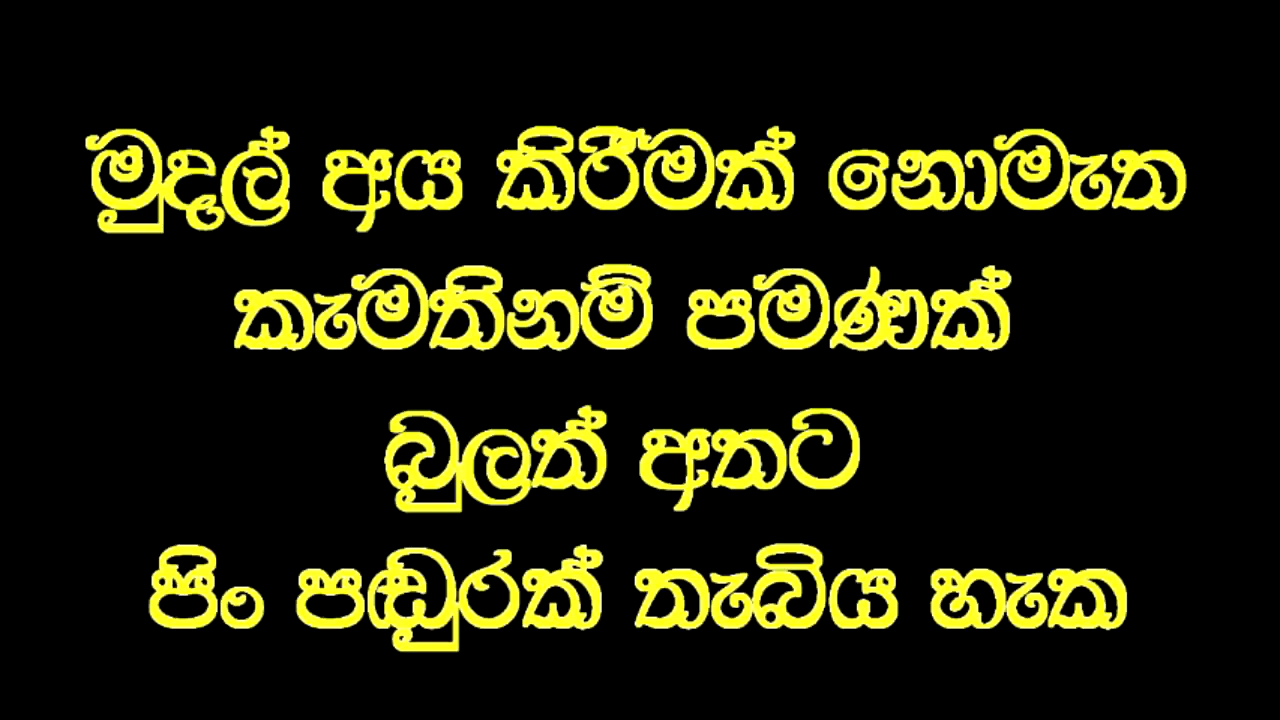 මුදල් අය කිරීමක් නොමැත
කැමතිනම් පමණක්
බුලත් අතට
පිං පඬුරක් තැබිය හැක